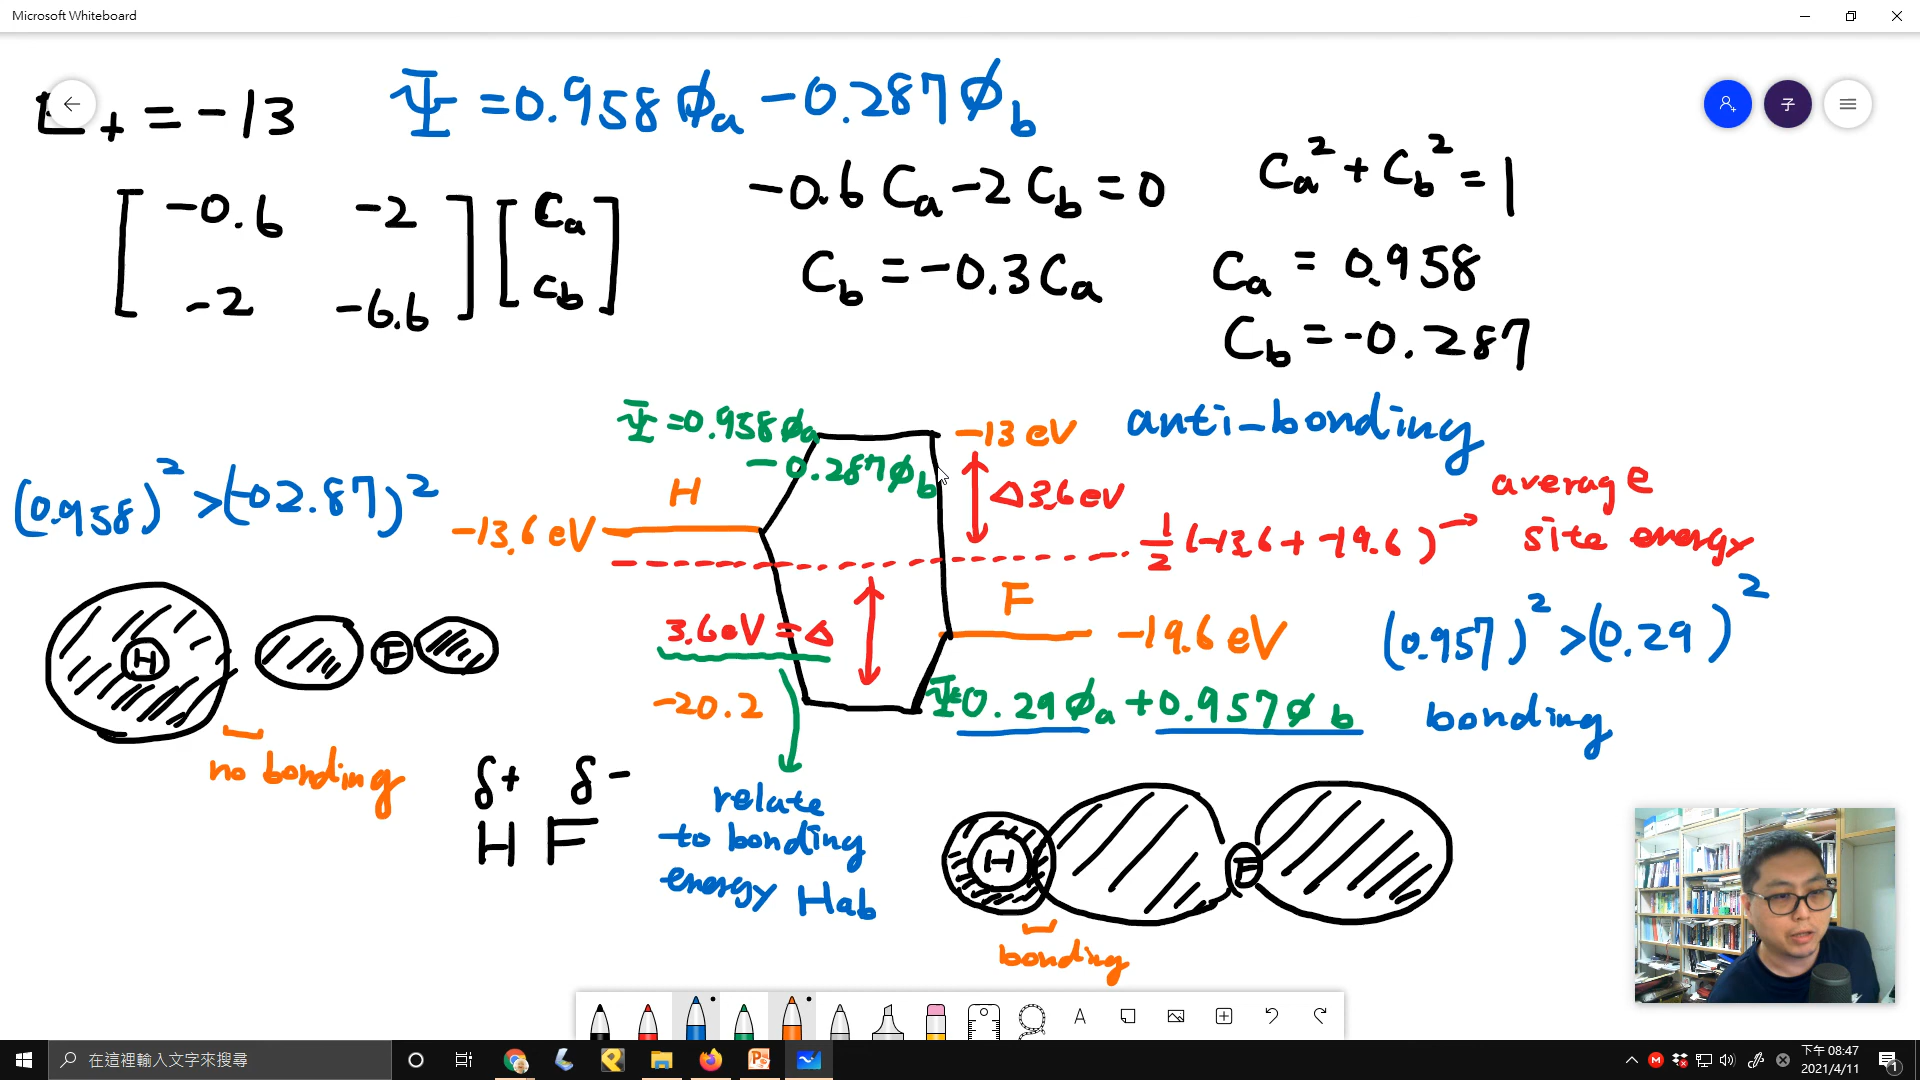 Microsoft Whiteboard
E+ = -13
Ψ = 0.958 ϕa - 0.287 ϕb
子
[ -0.6 -2 ] [ Ca ]
[ -2 -6.6 ] [ Cb ]
-0.6 Ca - 2 Cb = 0
Cb = -0.3 Ca
Ca² + Cb² = 1
Ca = 0.958
Cb = -0.287
Ψ = 0.958 ϕa
- 0.287 ϕb
-13 eV
anti-bonding
(0.958)² > (-02.87)²
H
-13.6 eV
Δ3.6 eV
½ (-13.6 + -19.6) →
average
site energy
F
3.6 eV = Δ
-19.6 eV
(0.957)² > (0.29)²
-20.2
Ψ=0.29 ϕa + 0.957 ϕb
bonding
H
F
no bonding
δ+ δ-
H F
relate
to bonding
energy Hab
H
F
bonding
A
在這裡輸入文字來搜尋
下午 08:47
2021/4/11
1